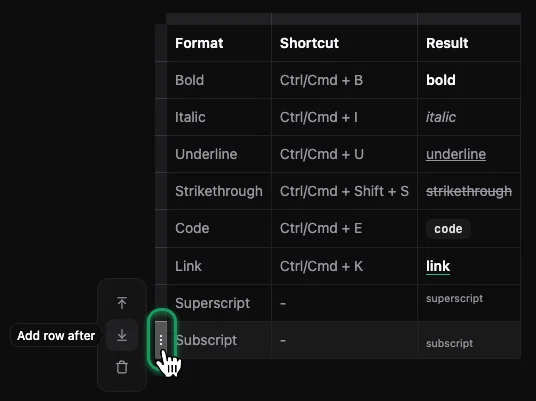 Format Shortcut Result
Bold Ctrl/Cmd + B bold
Italic Ctrl/Cmd + I italic
Underline Ctrl/Cmd + U underline
Strikethrough Ctrl/Cmd + Shift + S strikethrough
Code Ctrl/Cmd + E code
Link Ctrl/Cmd + K link
Superscript - superscript
Add row after
Subscript - subscript